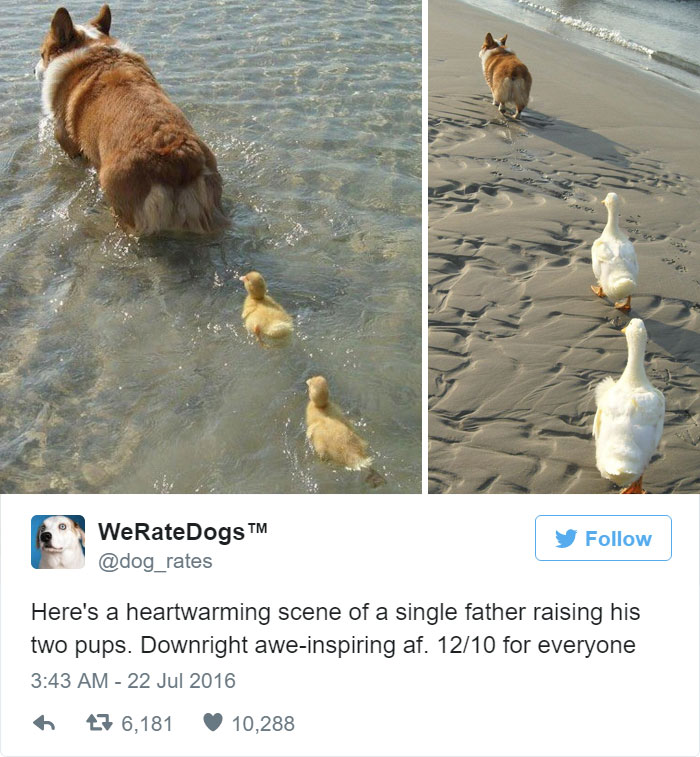 WeRateDogs™
@dog_rates
Follow
Here's a heartwarming scene of a single father raising his
two pups. Downright awe-inspiring af. 12/10 for everyone
3:43 AM - 22 Jul 2016
6,181 10,288